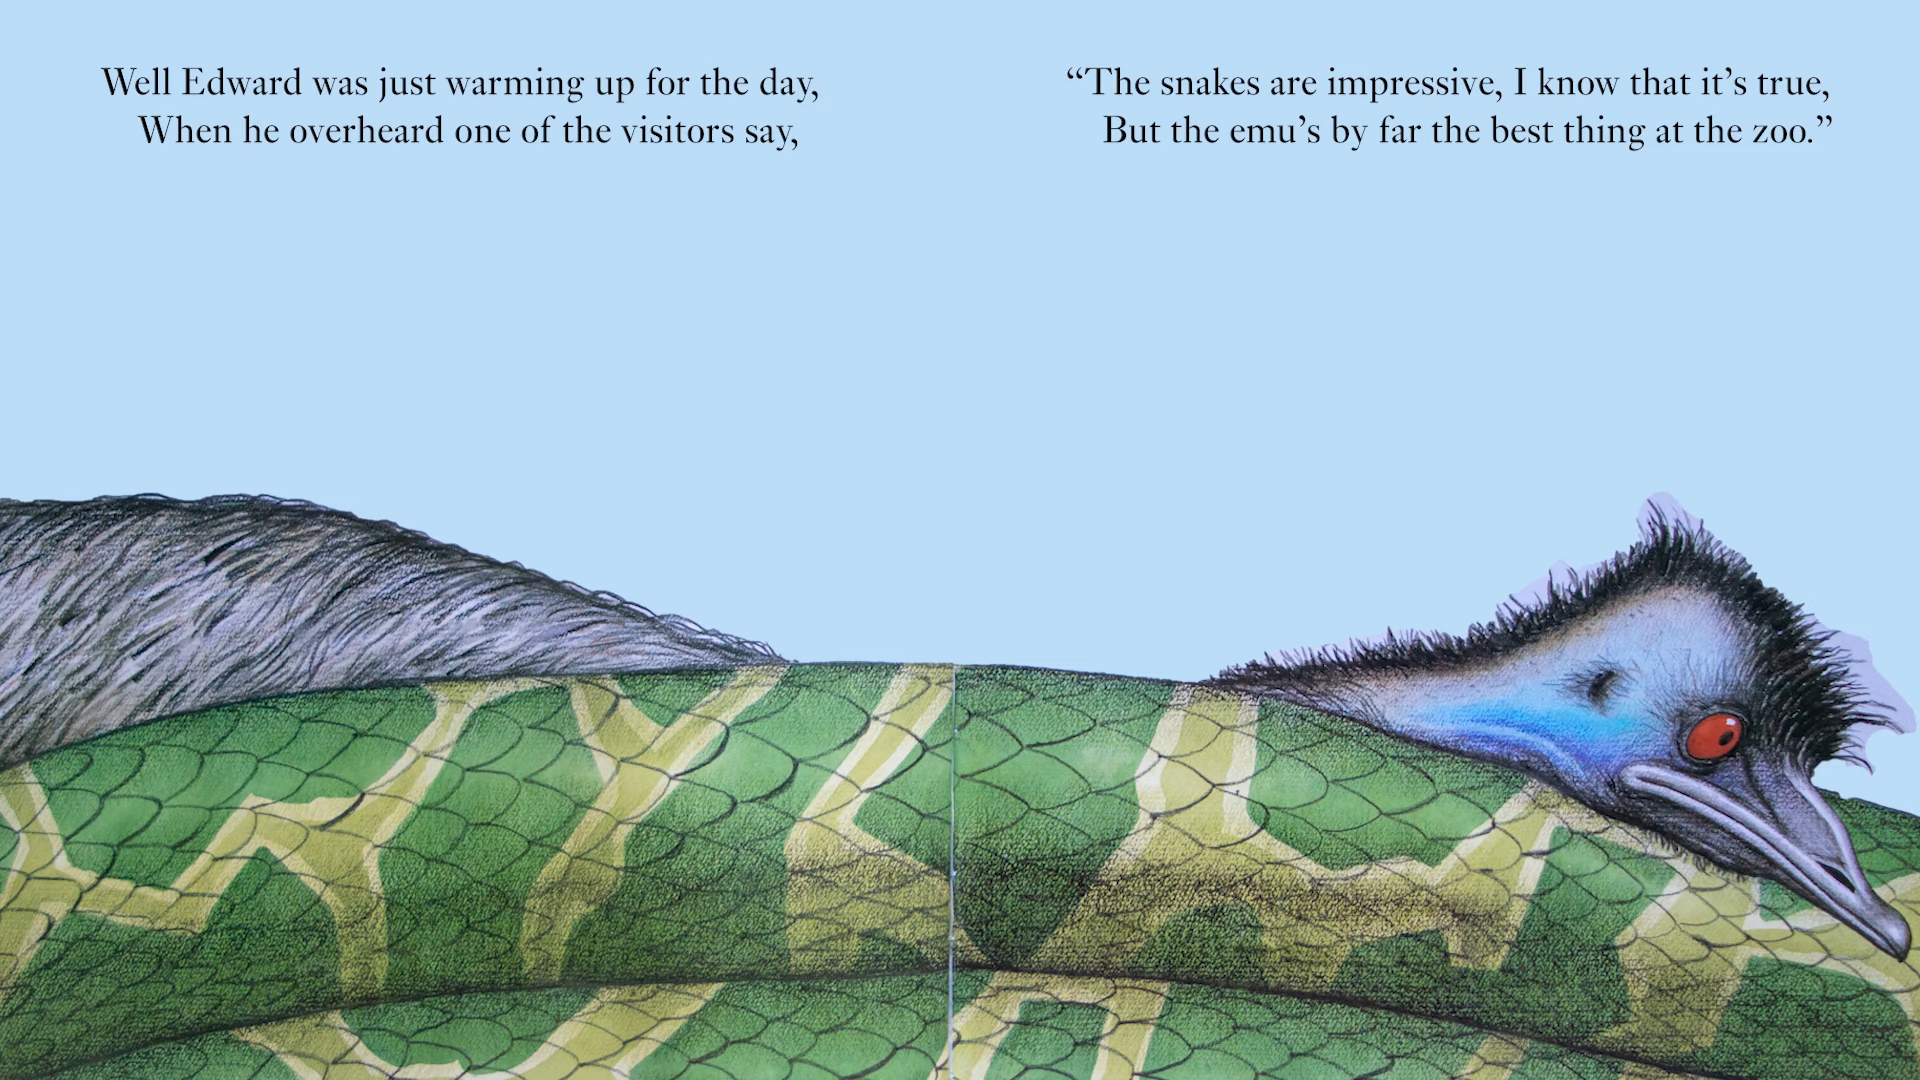 Well Edward was just warming up for the day,
When he overheard one of the visitors say,
“The snakes are impressive, I know that it’s true,
But the emu’s by far the best thing at the zoo.”